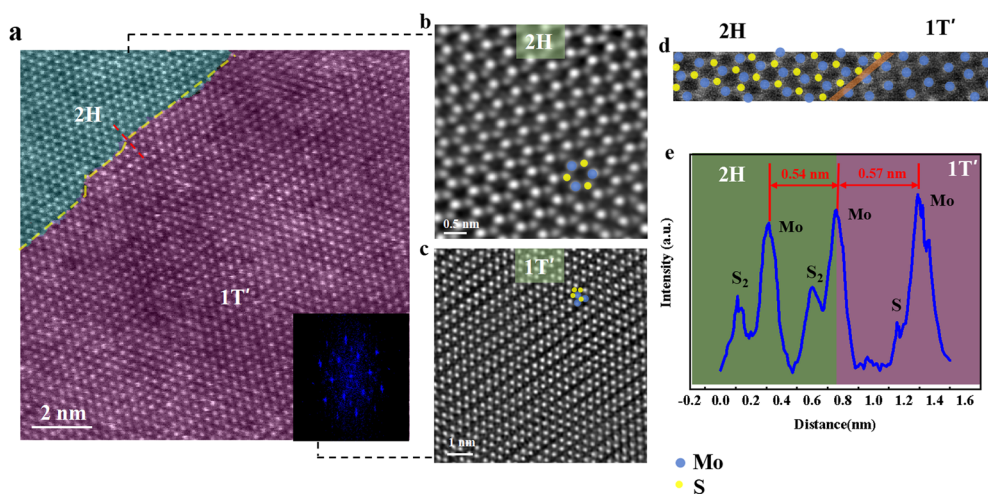 a
2H
1T′
2 nm
b
2H
0.5 nm
c
1T′
1 nm
d
2H
1T′
e
2H
1T′
0.54 nm
0.57 nm
S2
Mo
S2
Mo
S
Mo
Intensity (a.u.)
-0.2 0.0 0.2 0.4 0.6 0.8 1.0 1.2 1.4 1.6
Distance(nm)
Mo
S